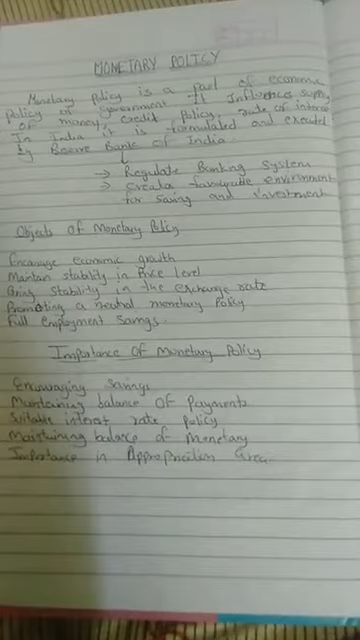 MONETARY POLICY
Monetary Policy is a part of economic
Policy of government. It Influences supply
of money, credit policy, rate of interest
In India it is formulated and executed
by Reserve Bank of India.
→ Regulate Banking System
→ Create favourable environment
for Saving and investment
Objects of Monetary Policy
Encourage economic growth
Maintain stability in Price Level
Bring Stability in the exchange rate
Promoting a neutral monetary Policy
Full employment Savings.
Importance Of Monetary Policy
Encouraging Savings
Maintaining balance Of Payments
Suitable interest rate policy
Maintaining balance of Monetary
Importance in Appropriation Area.